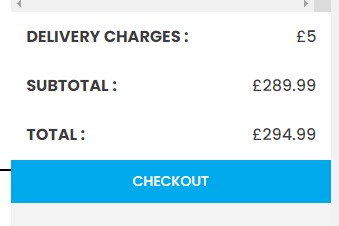 DELIVERY CHARGES : £5
SUBTOTAL : £289.99
TOTAL : £294.99
CHECKOUT